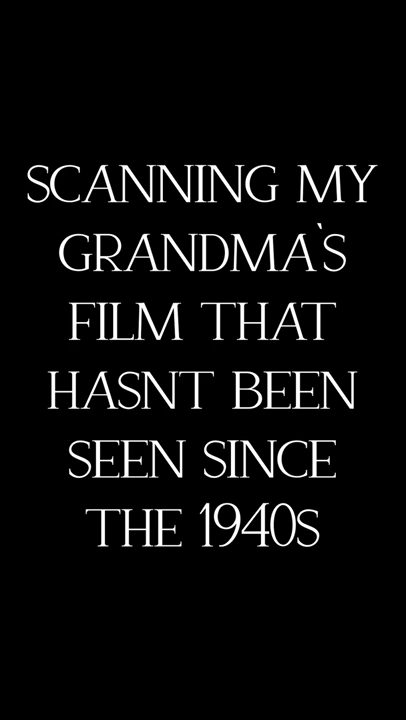 SCANNING MY
GRANDMA`S
FILM THAT
HASNT BEEN
SEEN SINCE
THE 1940S